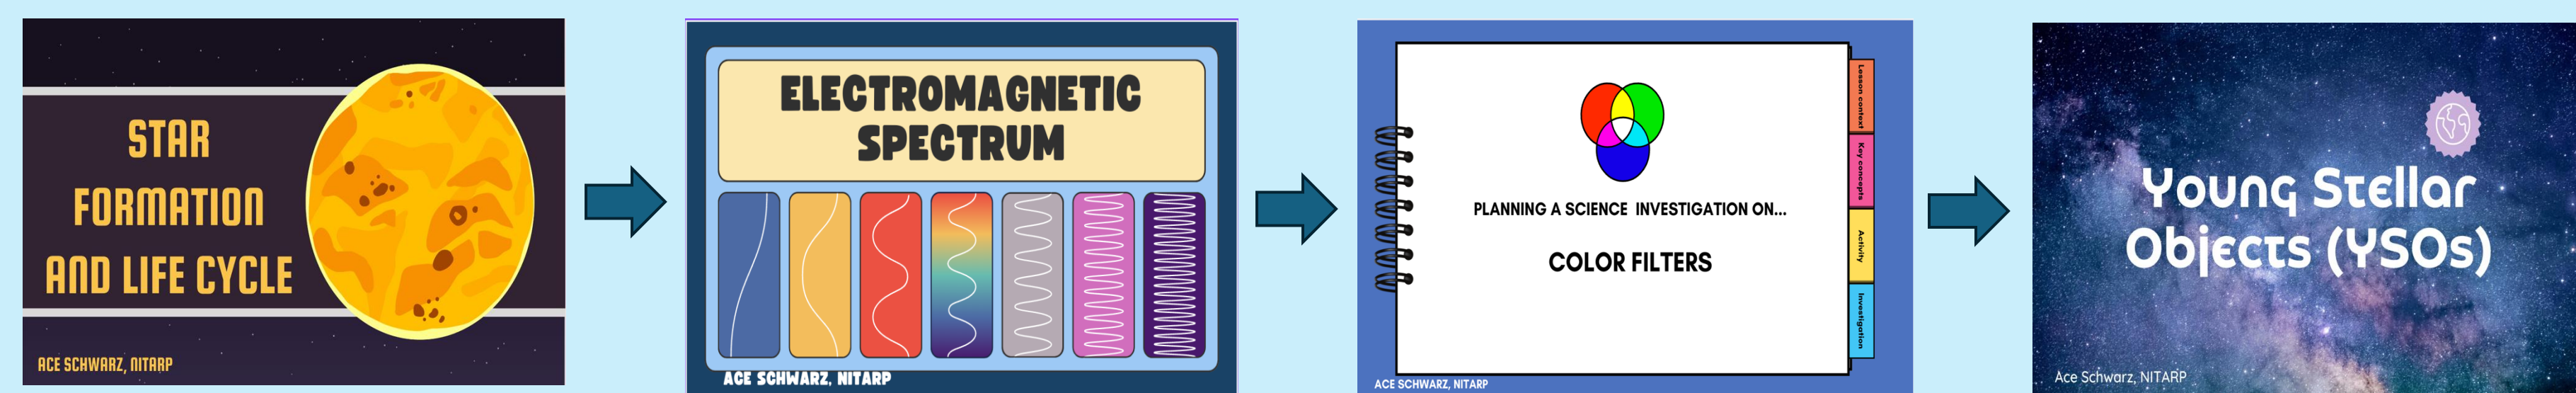 STAR
FORMATION
AND LIFE CYCLE
ACE SCHWARZ, NITARP
ELECTROMAGNETIC
SPECTRUM
ACE SCHWARZ, NITARP
PLANNING A SCIENCE INVESTIGATION ON...
COLOR FILTERS
Lesson context
Key concepts
Activity
Investigation
ACE SCHWARZ, NITARP
Young Stellar
Objects (YSOs)
Ace Schwarz, NITARP